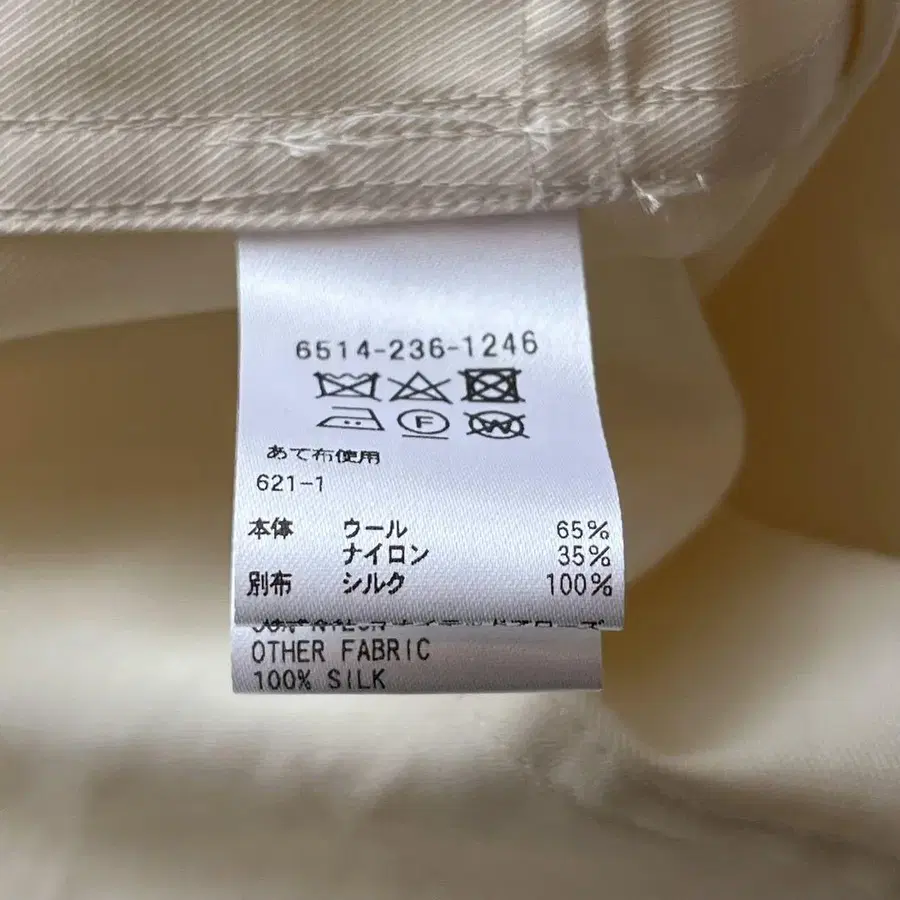 6514-236-1246
F
W
あて布使用
621-1
本体 ウール 65%
ナイロン 35%
別布 シルク 100%
OTHER FABRIC
100% SILK